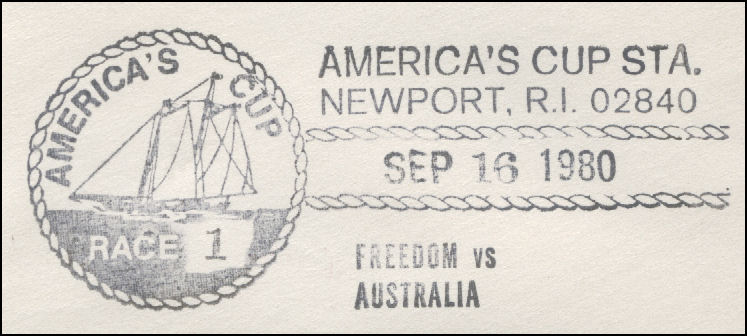 AMERICA'S CUP
RACE 1
AMERICA'S CUP STA.
NEWPORT, R.I. 02840
SEP 16 1980
FREEDOM VS
AUSTRALIA